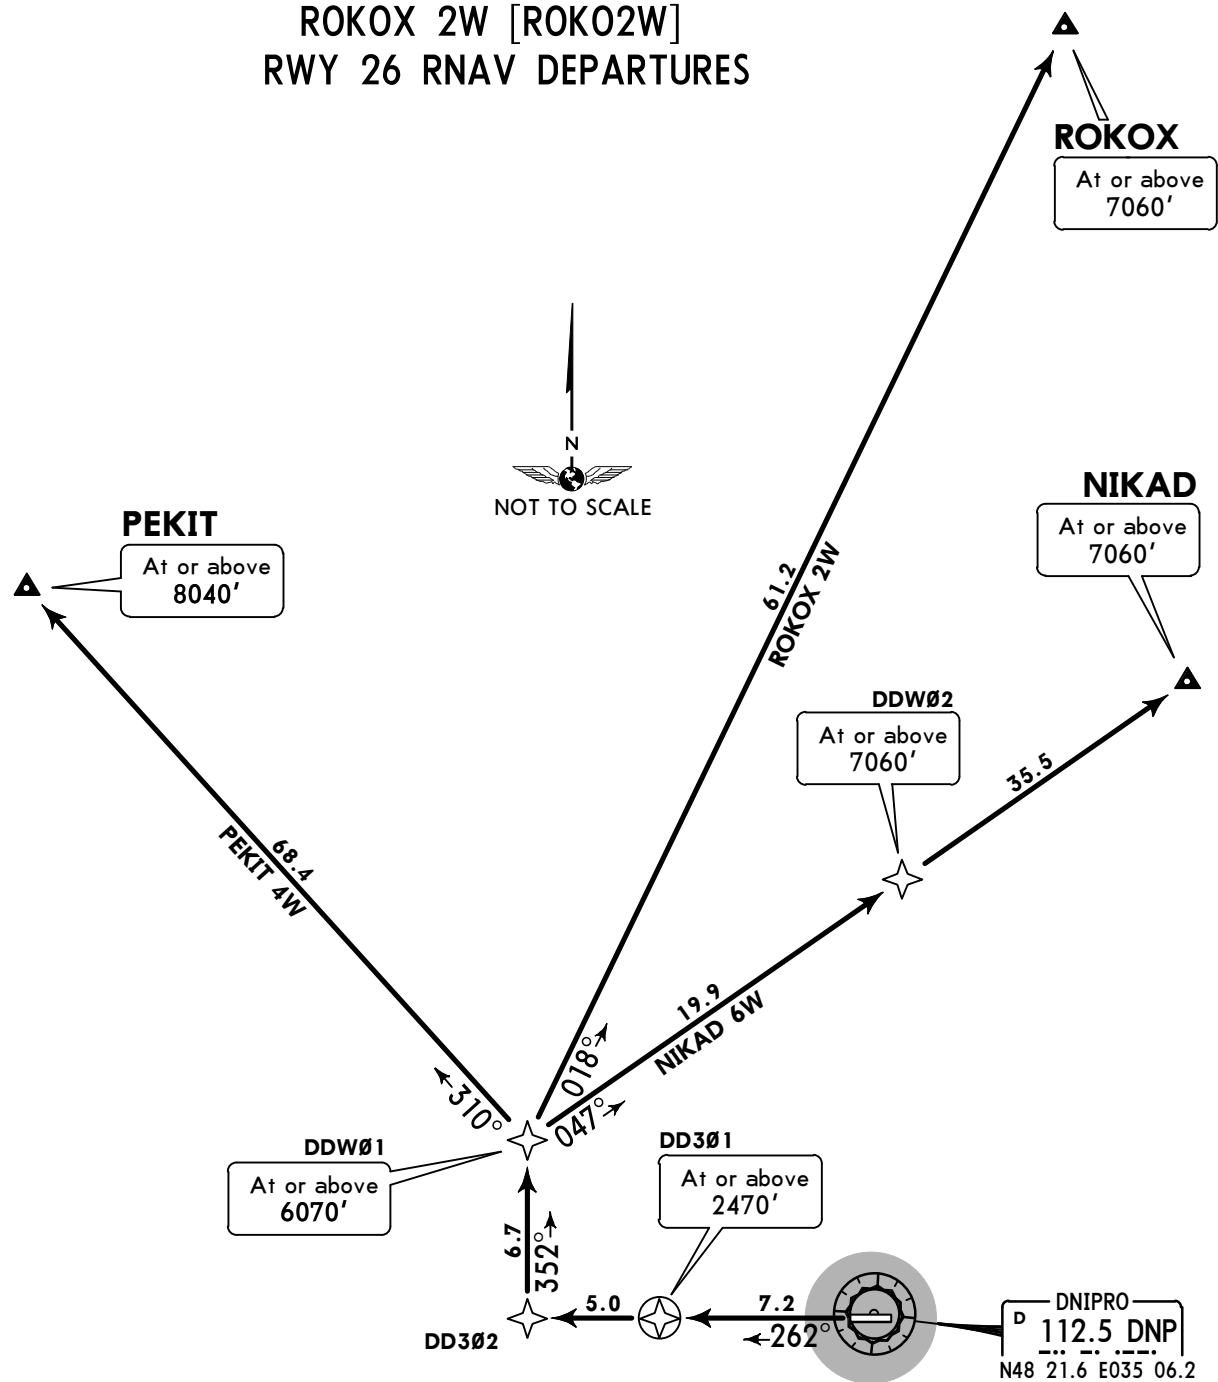 ROKOX 2W [ROKO2W]
RWY 26 RNAV DEPARTURES
ROKOX
At or above
7060'
N
NOT TO SCALE
NIKAD
At or above
7060'
PEKIT
At or above
8040'
61.2
ROKOX 2W
DDWØ2
At or above
7060'
35.5
68.4
PEKIT 4W
19.9
NIKAD 6W
018°
310°
047°
DDWØ1
At or above
6070'
DD3Ø1
At or above
2470'
6.7
352°
5.0
7.2
262°
DD3Ø2
DNIPRO
D 112.5 DNP
N48 21.6 E035 06.2